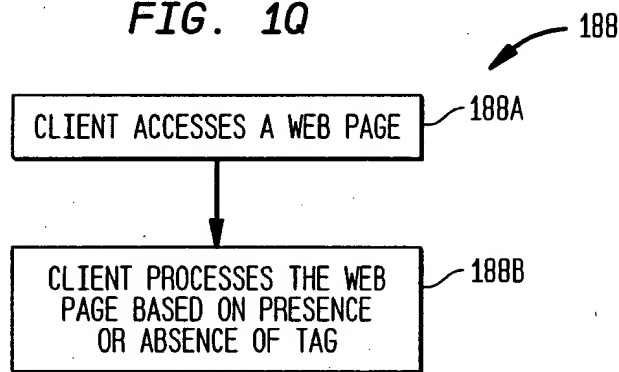 FIG. 1Q
188
CLIENT ACCESSES A WEB PAGE
188A
CLIENT PROCESSES THE WEB
PAGE BASED ON PRESENCE
OR ABSENCE OF TAG
188B